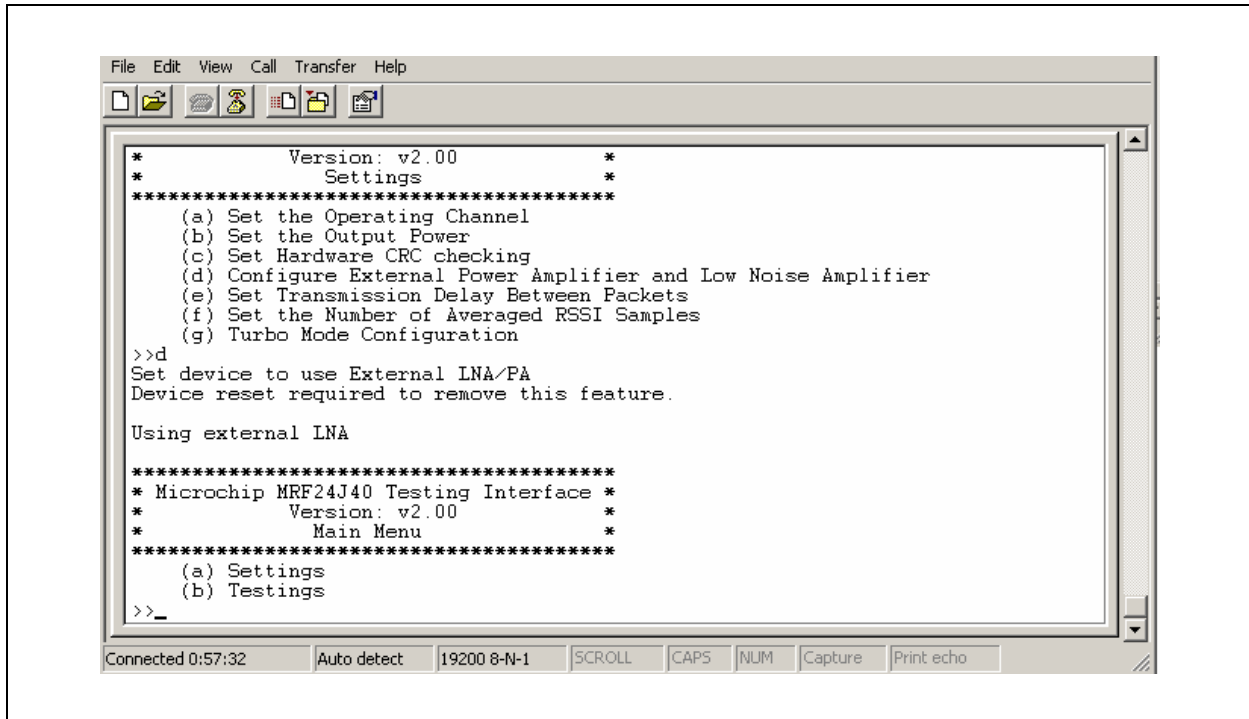 File Edit View Call Transfer Help
* Version: v2.00 *
* Settings *
****************************************
(a) Set the Operating Channel
(b) Set the Output Power
(c) Set Hardware CRC checking
(d) Configure External Power Amplifier and Low Noise Amplifier
(e) Set Transmission Delay Between Packets
(f) Set the Number of Averaged RSSI Samples
(g) Turbo Mode Configuration
>>d
Set device to use External LNA/PA
Device reset required to remove this feature.
Using external LNA
****************************************
* Microchip MRF24J40 Testing Interface *
* Version: v2.00 *
* Main Menu *
****************************************
(a) Settings
(b) Testings
>>_
Connected 0:57:32 Auto detect 19200 8-N-1 SCROLL CAPS NUM Capture Print echo